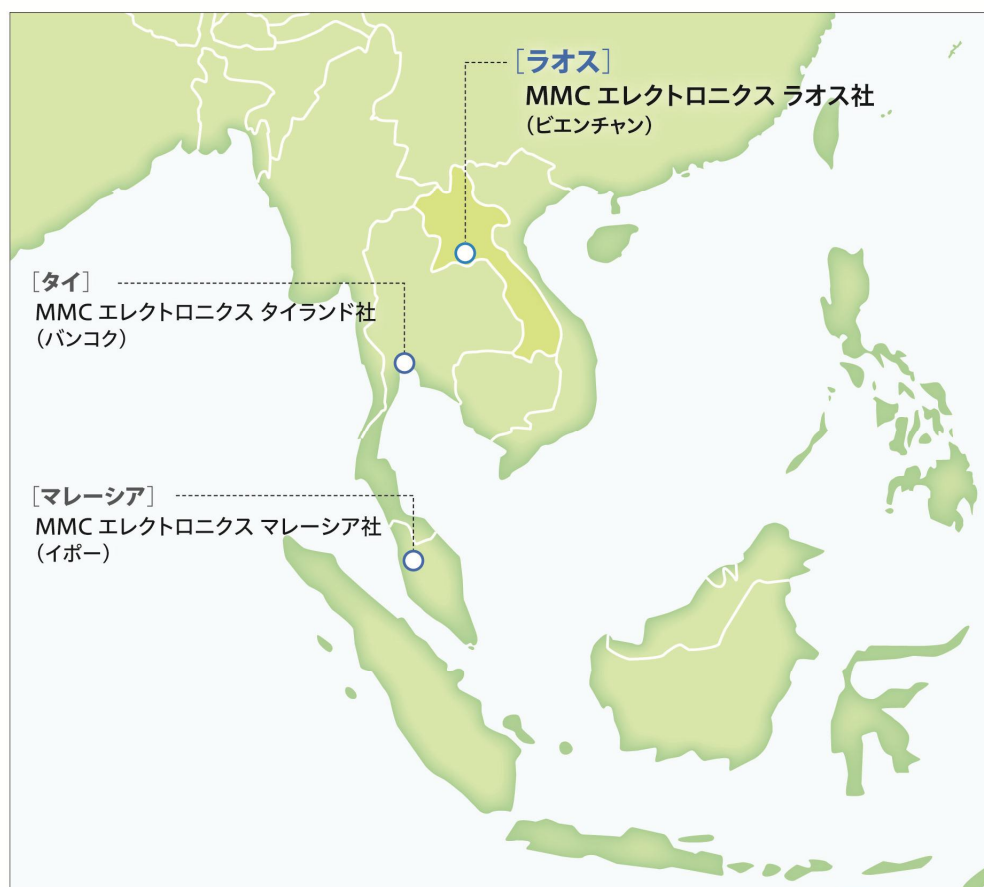 ［ラオス］
MMC エレクトロニクス ラオス社
（ビエンチャン）
［タイ］
MMC エレクトロニクス タイランド社
（バンコク）
［マレーシア］
MMC エレクトロニクス マレーシア社
（イポー）